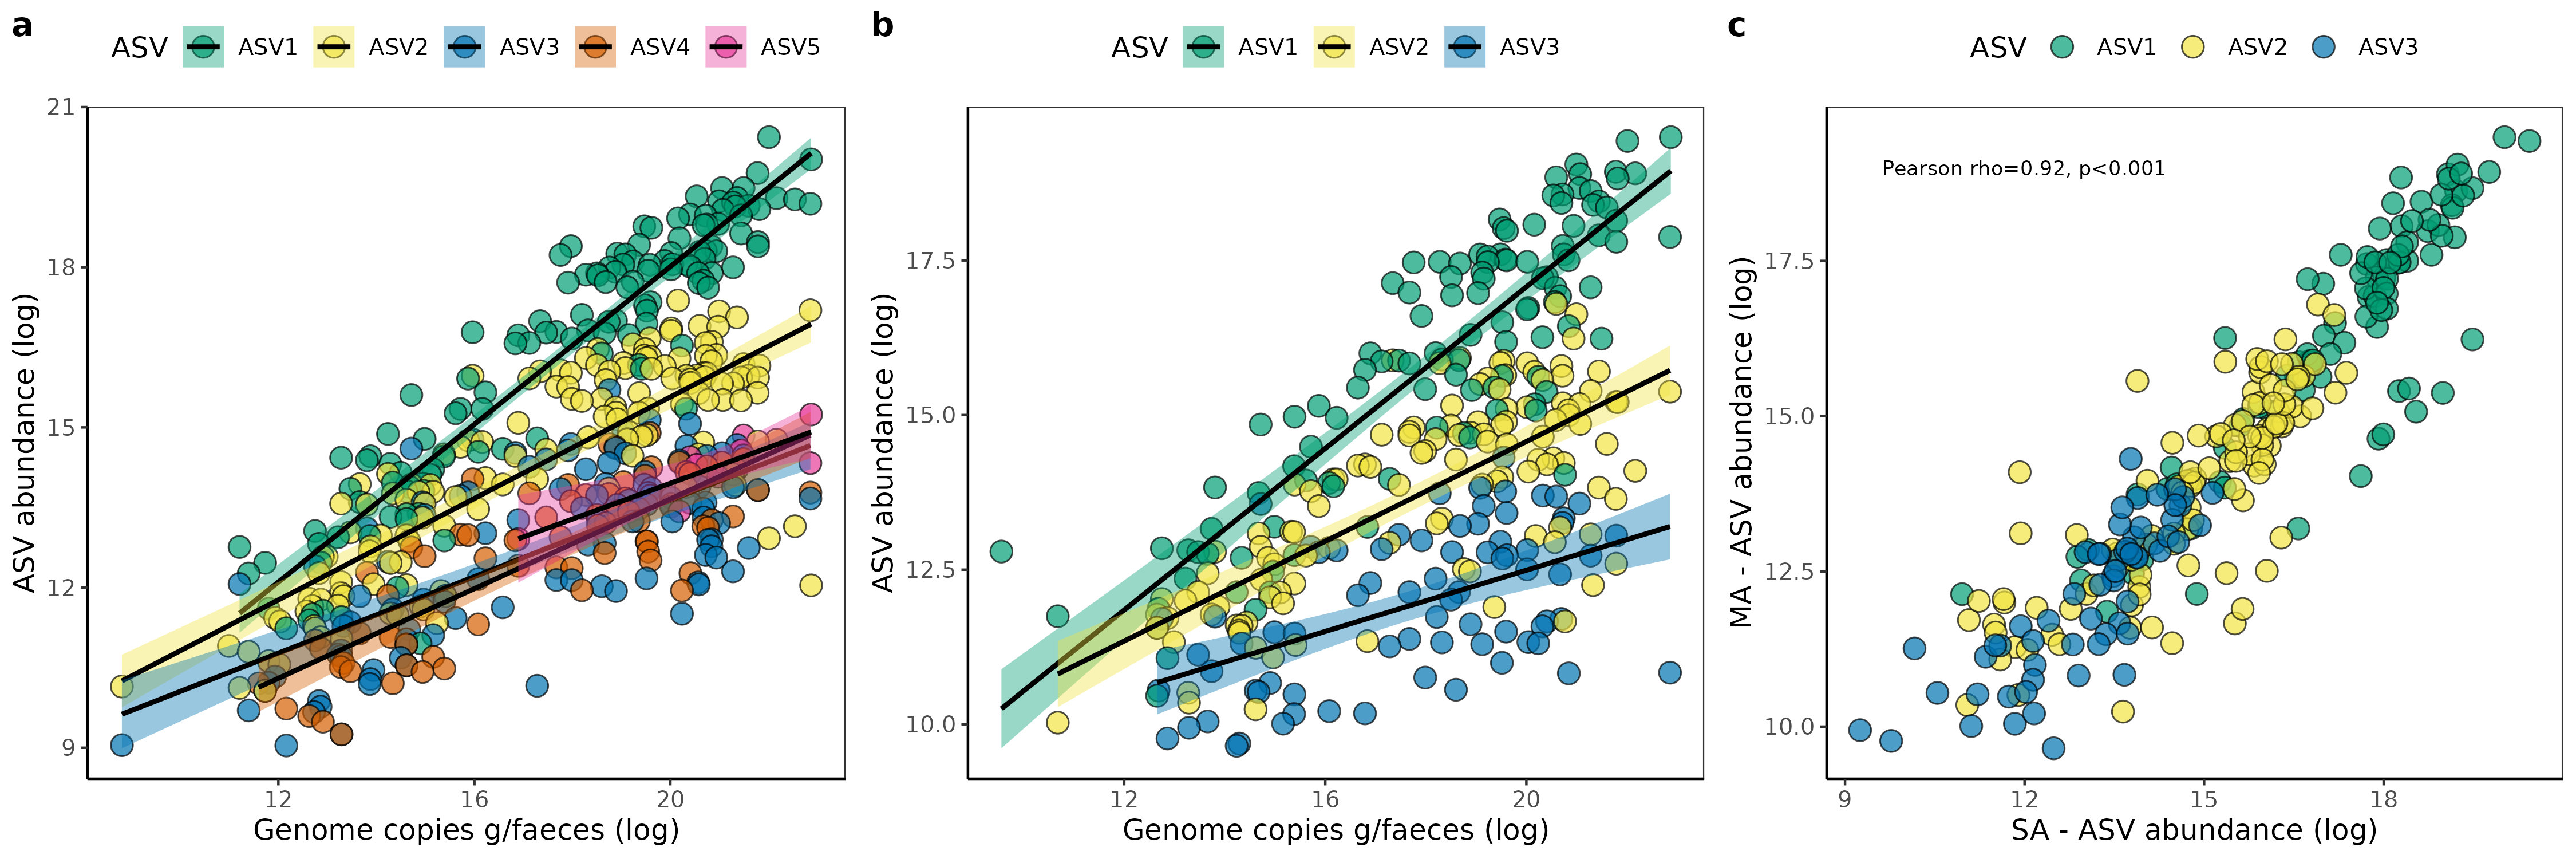 a
ASV ASV1 ASV2 ASV3 ASV4 ASV5
21
18
15
12
9
12 16 20
ASV abundance (log)
Genome copies g/faeces (log)
b
ASV ASV1 ASV2 ASV3
17.5
15.0
12.5
10.0
12 16 20
ASV abundance (log)
Genome copies g/faeces (log)
c
ASV ASV1 ASV2 ASV3
Pearson rho=0.92, p<0.001
17.5
15.0
12.5
10.0
9 12 15 18
MA - ASV abundance (log)
SA - ASV abundance (log)